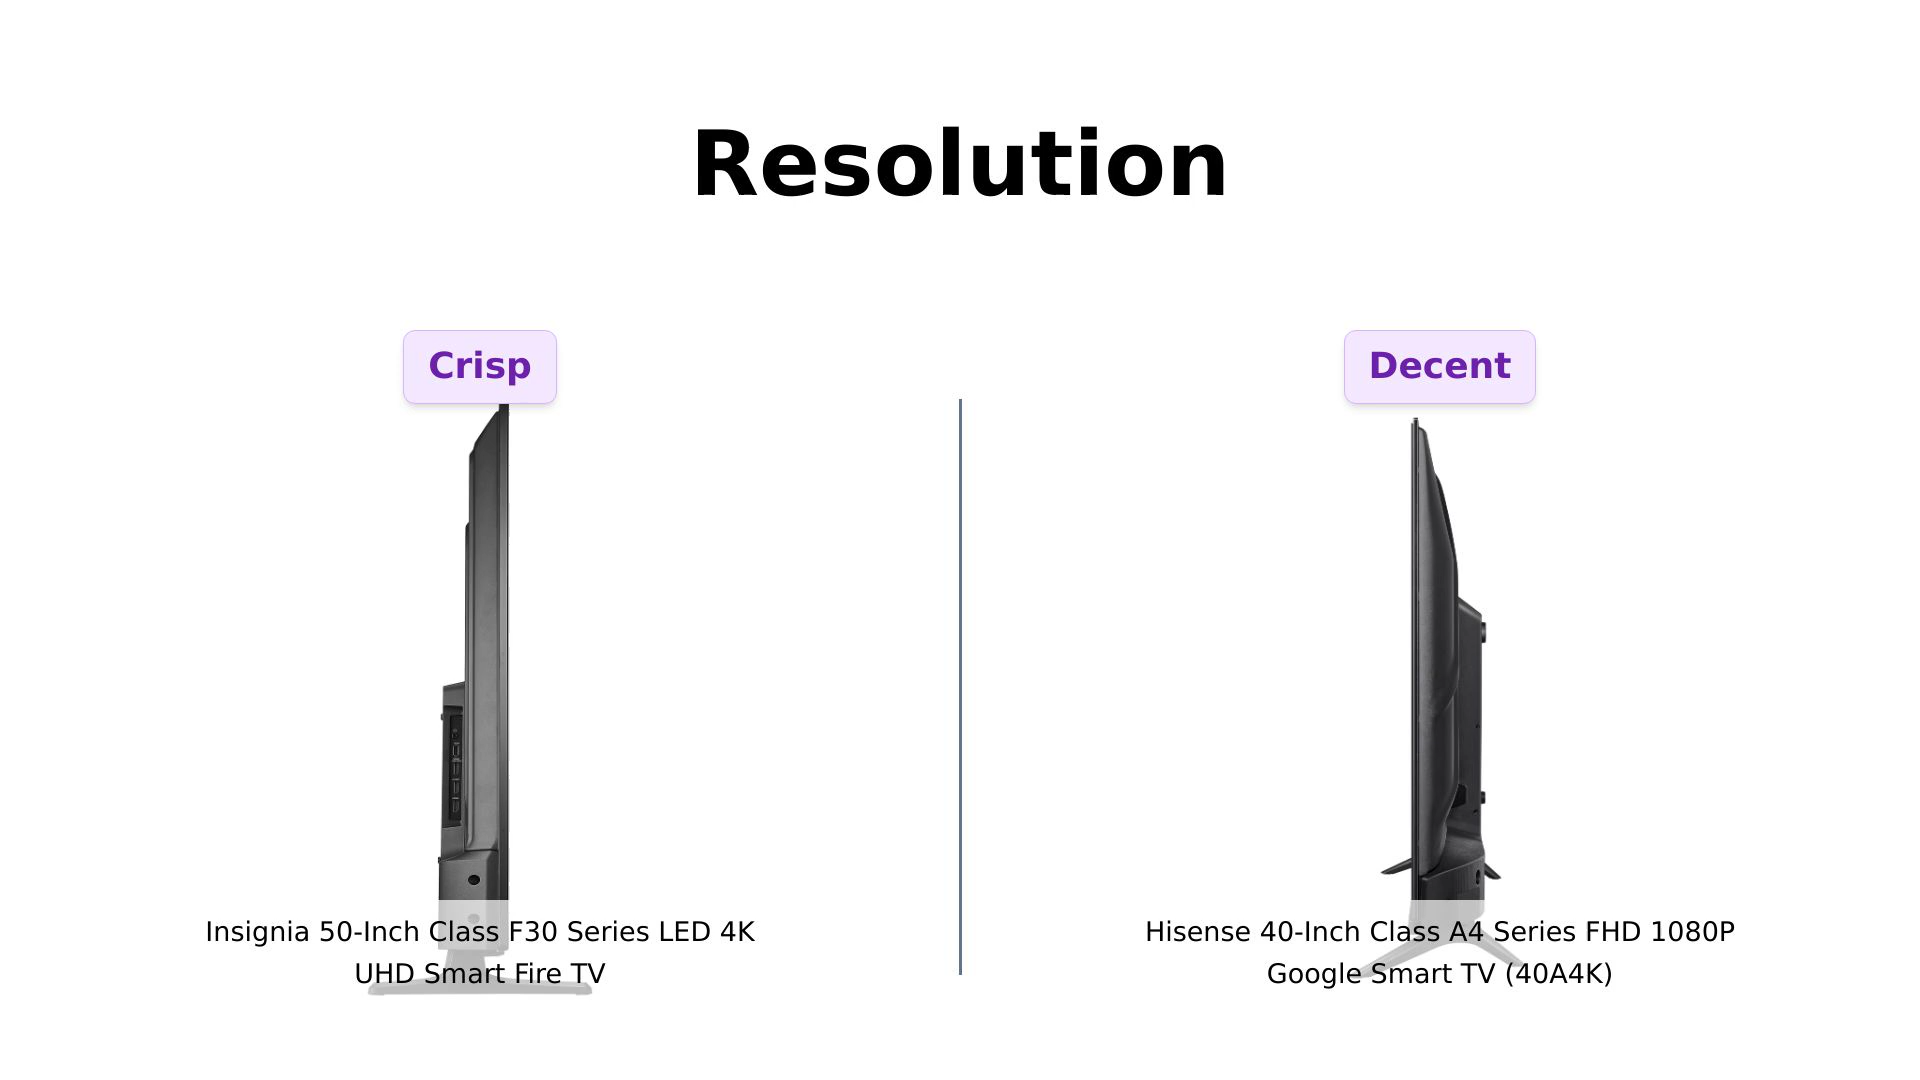 Resolution
Crisp
Decent
Insignia 50-Inch Class F30 Series LED 4K
UHD Smart Fire TV
Hisense 40-Inch Class A4 Series FHD 1080P
Google Smart TV (40A4K)